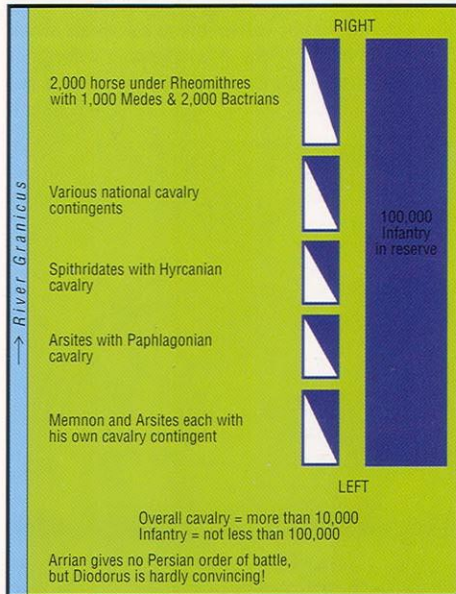 RIGHT
2,000 horse under Rheomithres
with 1,000 Medes & 2,000 Bactrians
Various national cavalry
contingents
100,000
Infantry
in reserve
Spithridates with Hyrcanian
cavalry
Arsites with Paphlagonian
cavalry
Memnon and Arsites each with
his own cavalry contingent
LEFT
→ River Granicus
Overall cavalry = more than 10,000
Infantry = not less than 100,000
Arrian gives no Persian order of battle,
but Diodorus is hardly convincing!